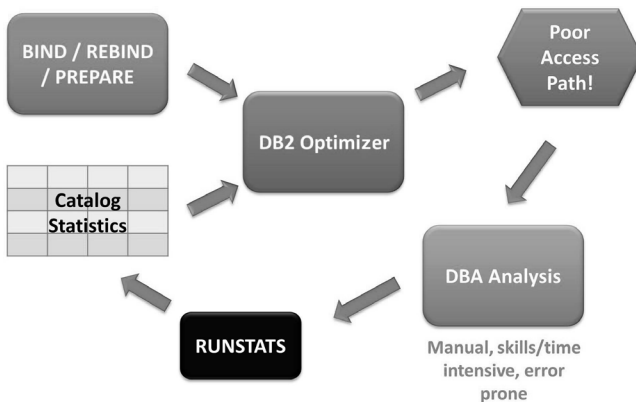 BIND / REBIND
/ PREPARE
Poor
Access
Path!
DB2 Optimizer
Catalog
Statistics
DBA Analysis
RUNSTATS
Manual, skills/time
intensive, error
prone